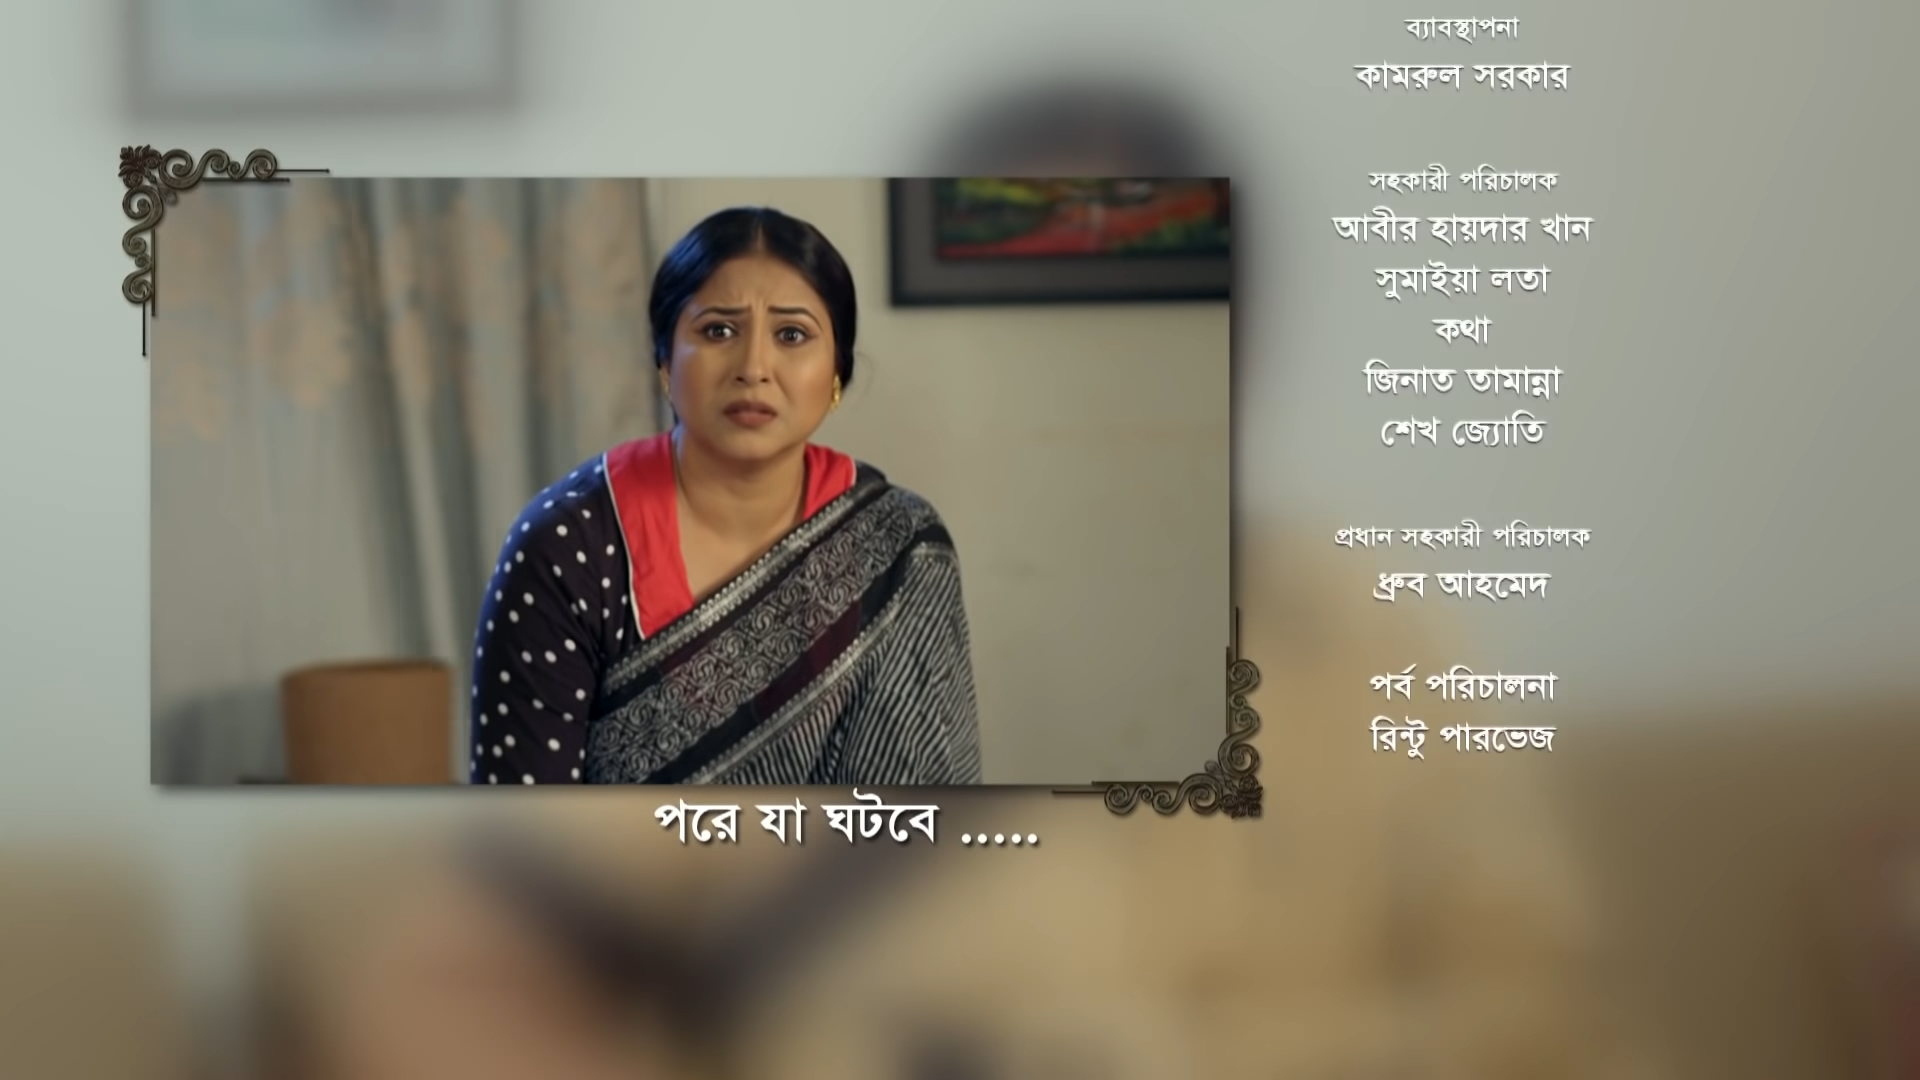 ব্যাবস্থাপনা
কামরুল সরকার
সহকারী পরিচালক
আবীর হায়দার খান
সুমাইয়া লতা
কথা
জিনাত তামান্না
শেখ জ্যোতি
প্রধান সহকারী পরিচালক
ধ্রুব আহমেদ
পর্ব পরিচালনা
রিন্টু পারভেজ
পরে যা ঘটবে .....